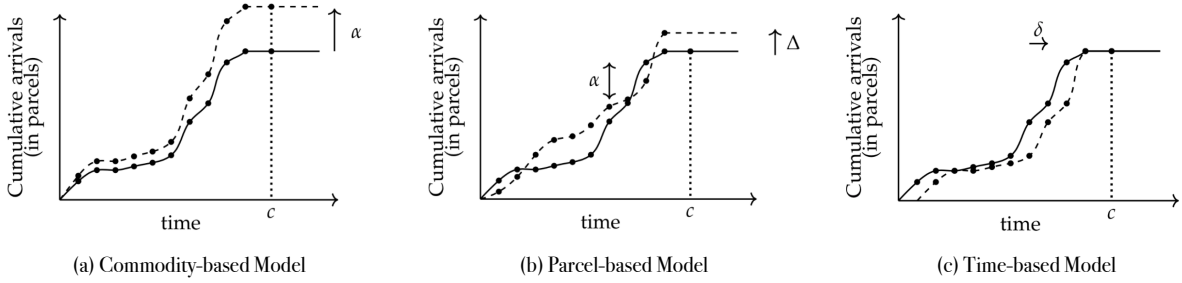 Cumulative arrivals
(in parcels)
α
c
time
(a) Commodity-based Model
Cumulative arrivals
(in parcels)
α
Δ
c
time
(b) Parcel-based Model
Cumulative arrivals
(in parcels)
δ
c
time
(c) Time-based Model